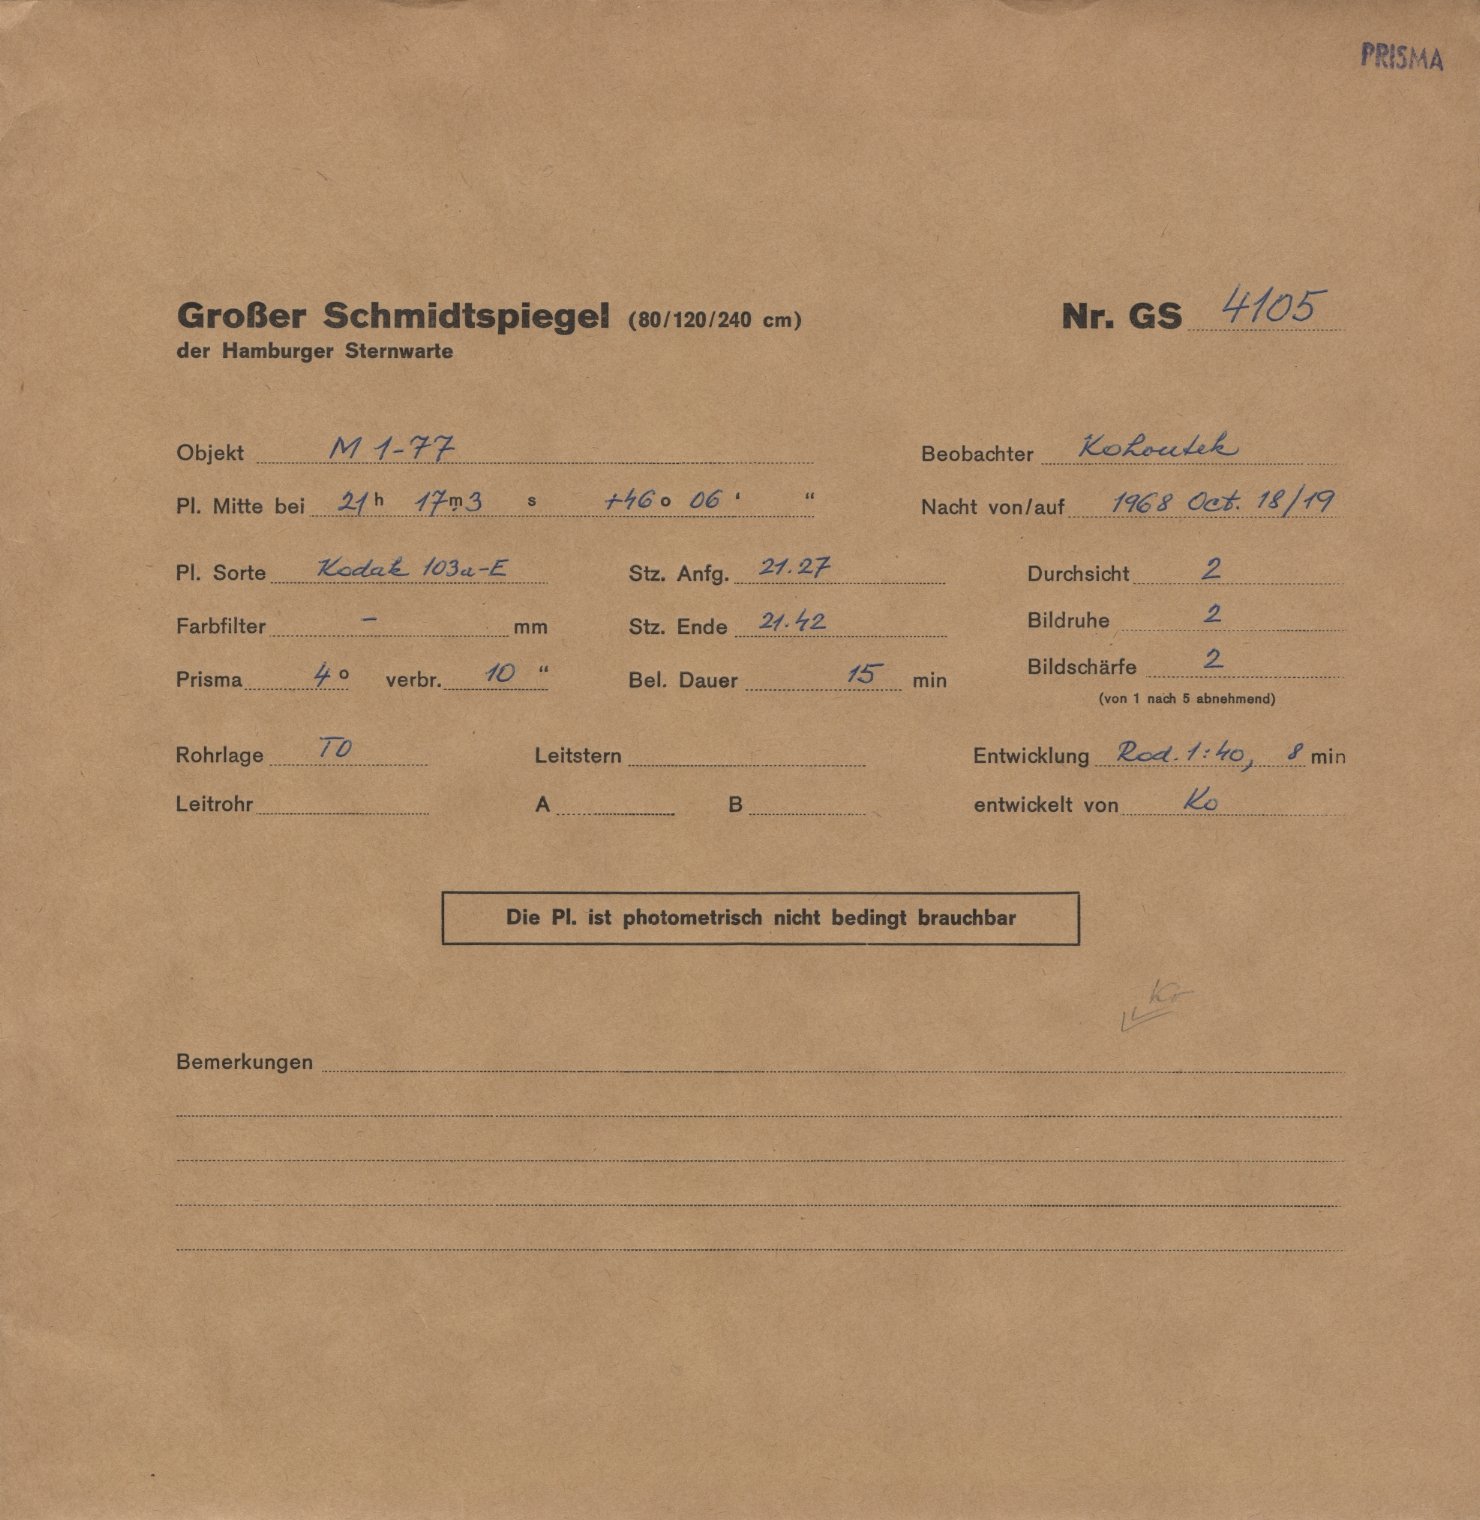 PRISMA
Großer Schmidtspiegel (80/120/240 cm) Nr. GS 4105
der Hamburger Sternwarte
Objekt M 1-77 Beobachter Kohoutek
Pl. Mitte bei 21 h 17 m 3 s +46 o 06 ‘ “ Nacht von/auf 1968 Oct. 18/19
Pl. Sorte Kodak 103a-E Stz. Anfg. 21.27 Durchsicht 2
Farbfilter – mm Stz. Ende 21.42 Bildruhe 2
Prisma 4 o verbr. 10 “ Bel. Dauer 15 min Bildschärfe 2
(von 1 nach 5 abnehmend)
Rohrlage TO Leitstern Entwicklung Rod. 1:40, 8 min
Leitrohr A B entwickelt von Ko
Die Pl. ist photometrisch nicht bedingt brauchbar
Ko
Bemerkungen